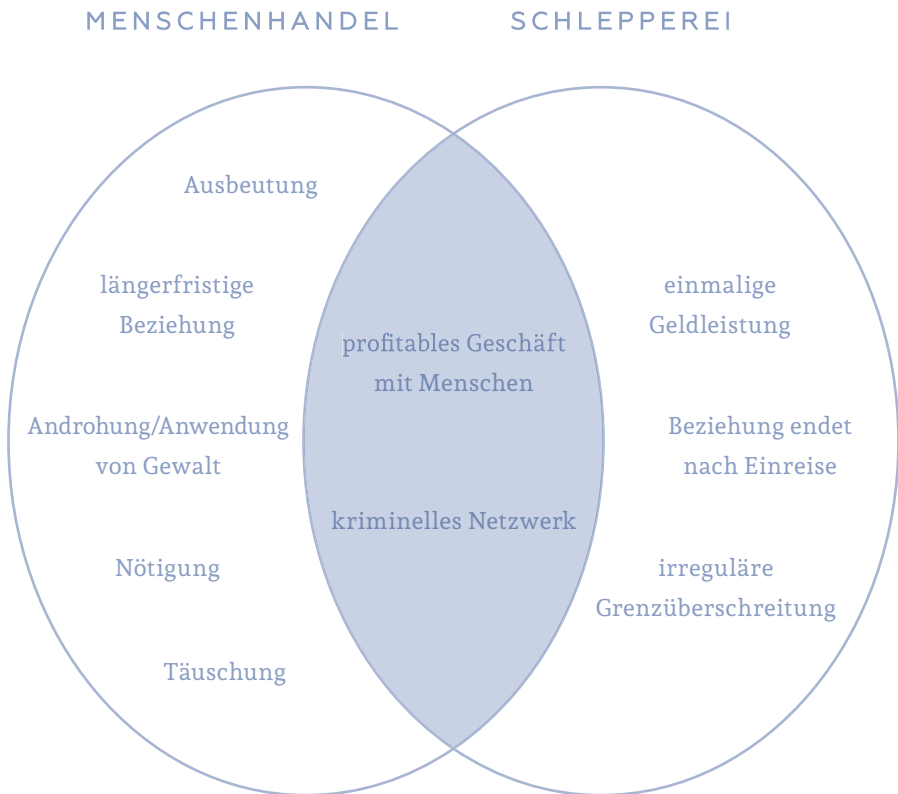 MENSCHENHANDEL
SCHLEPPEREI
Ausbeutung
längerfristige
Beziehung
Androhung/Anwendung
von Gewalt
Nötigung
Täuschung
profitables Geschäft
mit Menschen
kriminelles Netzwerk
einmalige
Geldleistung
Beziehung endet
nach Einreise
irreguläre
Grenzüberschreitung